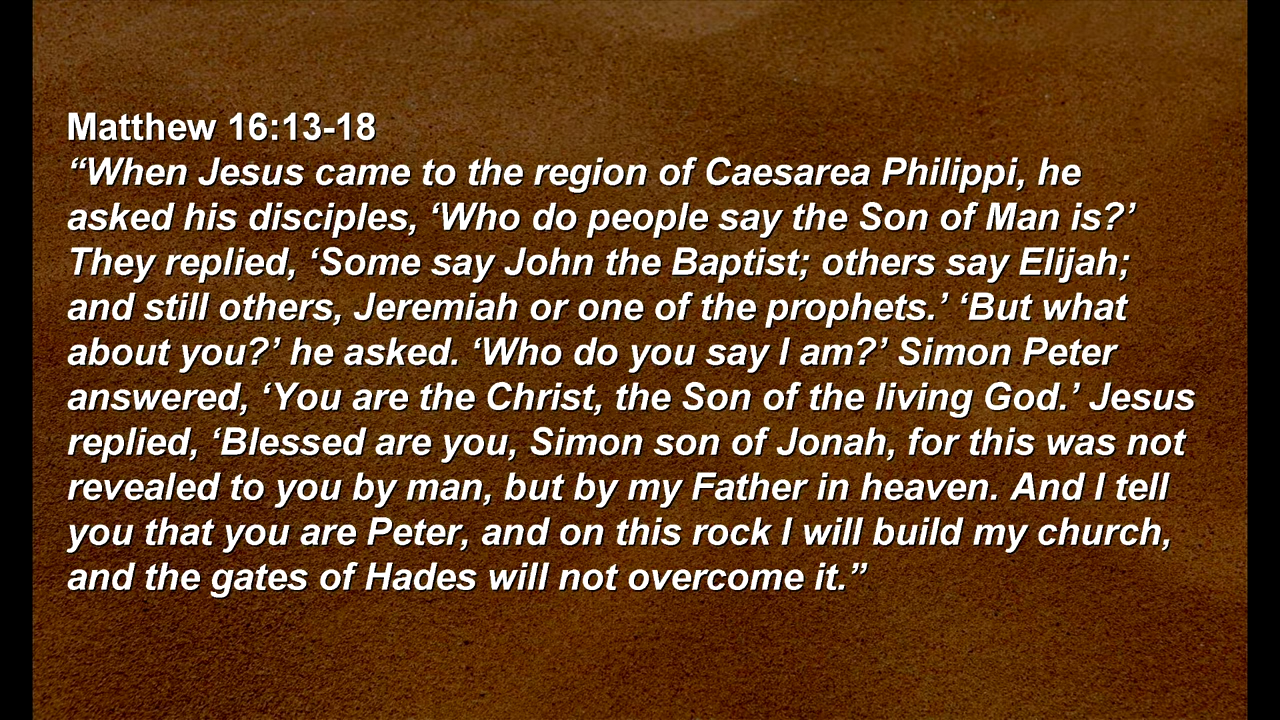 Matthew 16:13-18
“When Jesus came to the region of Caesarea Philippi, he
asked his disciples, ‘Who do people say the Son of Man is?’
They replied, ‘Some say John the Baptist; others say Elijah;
and still others, Jeremiah or one of the prophets.’ ‘But what
about you?’ he asked. ‘Who do you say I am?’ Simon Peter
answered, ‘You are the Christ, the Son of the living God.’ Jesus
replied, ‘Blessed are you, Simon son of Jonah, for this was not
revealed to you by man, but by my Father in heaven. And I tell
you that you are Peter, and on this rock I will build my church,
and the gates of Hades will not overcome it.”